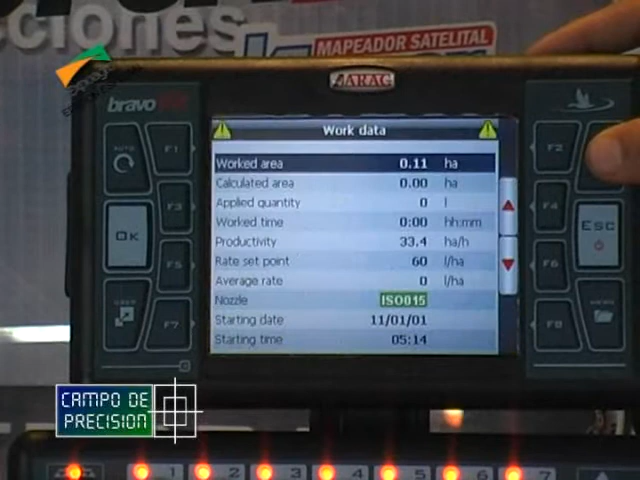 cciones
MAPEADOR SATELITAL
ARAG
bravo
Work data
Worked area 0.11 ha
Calculated area 0.00 ha
Applied quantity 0 l
Worked time 0:00 hh:mm
Productivity 33.4 ha/h
Rate set point 60 l/ha
Average rate 0 l/ha
Nozzle ISO015
Starting date 11/01/01
Starting time 05:14
AUTO
F1
F3
OK
F5
F7
F2
F4
ESC
F6
F8
MENU
CAMPO DE
PRECISION
1 2 3 4 5 6 7